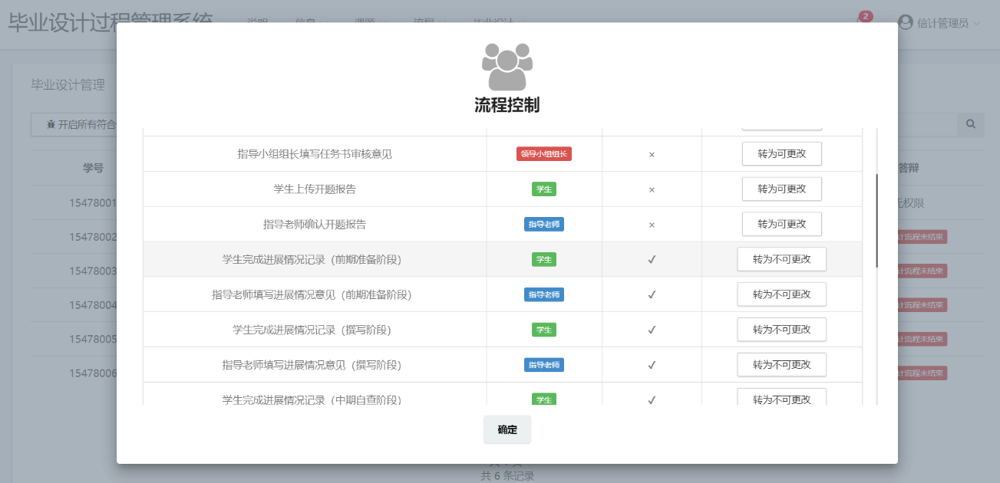 毕业设计过程管理系统
说明 信息 课题 流程 毕业设计
2
信计管理员
毕业设计管理
开启所有符合
学号
答辩
15478001
无权限
15478002
计流程未结束
15478003
计流程未结束
15478004
计流程未结束
15478005
计流程未结束
15478006
计流程未结束
流程控制
指导小组组长填写任务书审核意见 领导小组组长 × 转为可更改
学生上传开题报告 学生 × 转为可更改
指导老师确认开题报告 指导老师 × 转为可更改
学生完成进展情况记录（前期准备阶段） 学生 ✓ 转为不可更改
指导老师填写进展情况意见（前期准备阶段） 指导老师 ✓ 转为不可更改
学生完成进展情况记录（撰写阶段） 学生 ✓ 转为不可更改
指导老师填写进展情况意见（撰写阶段） 指导老师 ✓ 转为不可更改
学生完成进展情况记录（中期自查阶段） 学生 ✓ 转为不可更改
确定
共 6 条记录